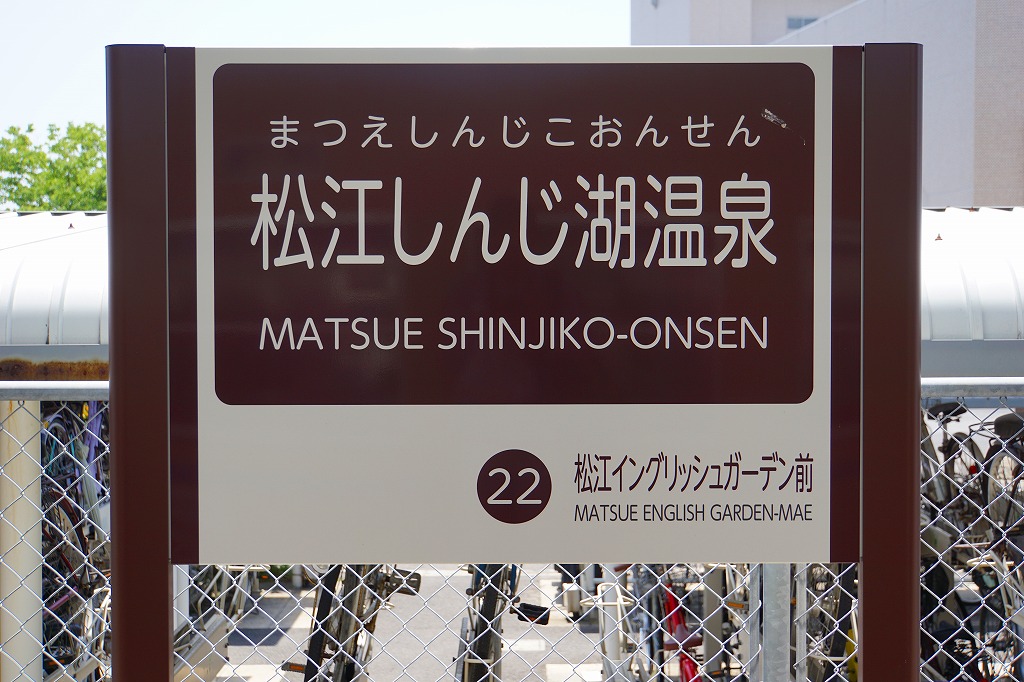 まつえしんじこおんせん
松江しんじ湖温泉
MATSUE SHINJIKO-ONSEN
22 松江イングリッシュガーデン前
MATSUE ENGLISH GARDEN-MAE